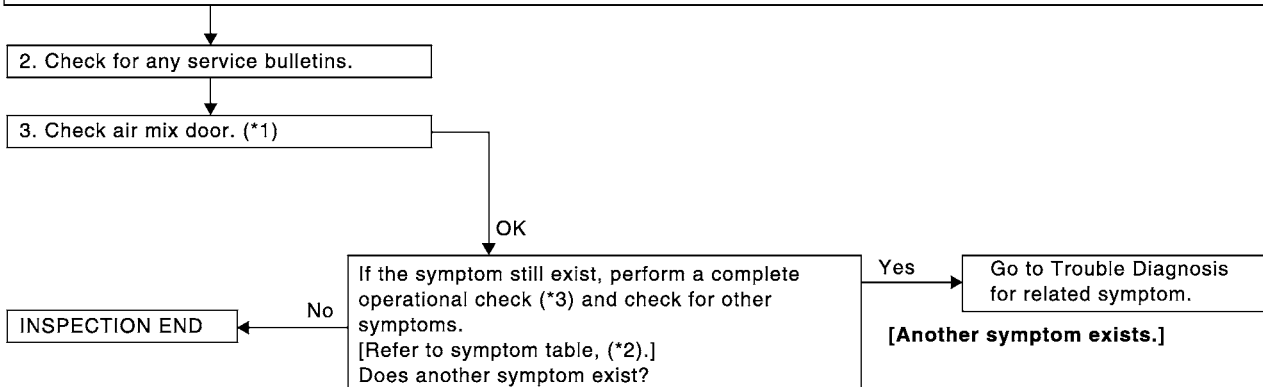 2. Check for any service bulletins.
3. Check air mix door. (*1)
OK
If the symptom still exist, perform a complete
operational check (*3) and check for other
symptoms.
[Refer to symptom table, (*2).]
Does another symptom exist?
Yes
Go to Trouble Diagnosis
for related symptom.
[Another symptom exists.]
No
INSPECTION END